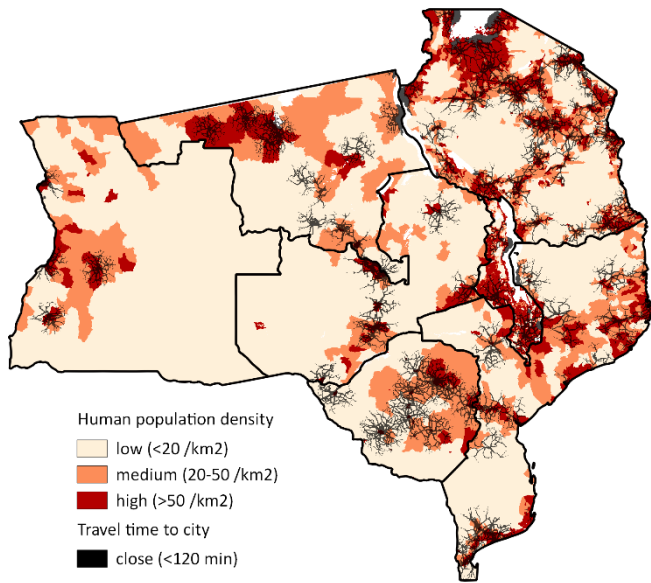 Human population density
low (<20 /km2)
medium (20-50 /km2)
high (>50 /km2)
Travel time to city
close (<120 min)